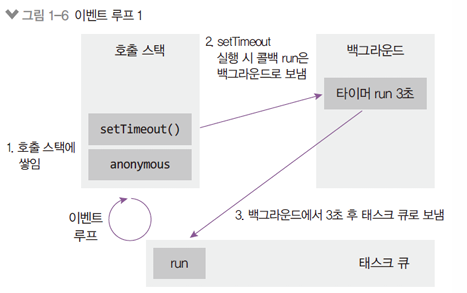 그림 1-6 이벤트 루프 1
호출 스택
2. setTimeout
실행 시 콜백 run은
백그라운드로 보냄
백그라운드
타이머 run 3초
setTimeout()
1. 호출 스택에
쌓임
anonymous
이벤트
루프
3. 백그라운드에서 3초 후 태스크 큐로 보냄
run
태스크 큐